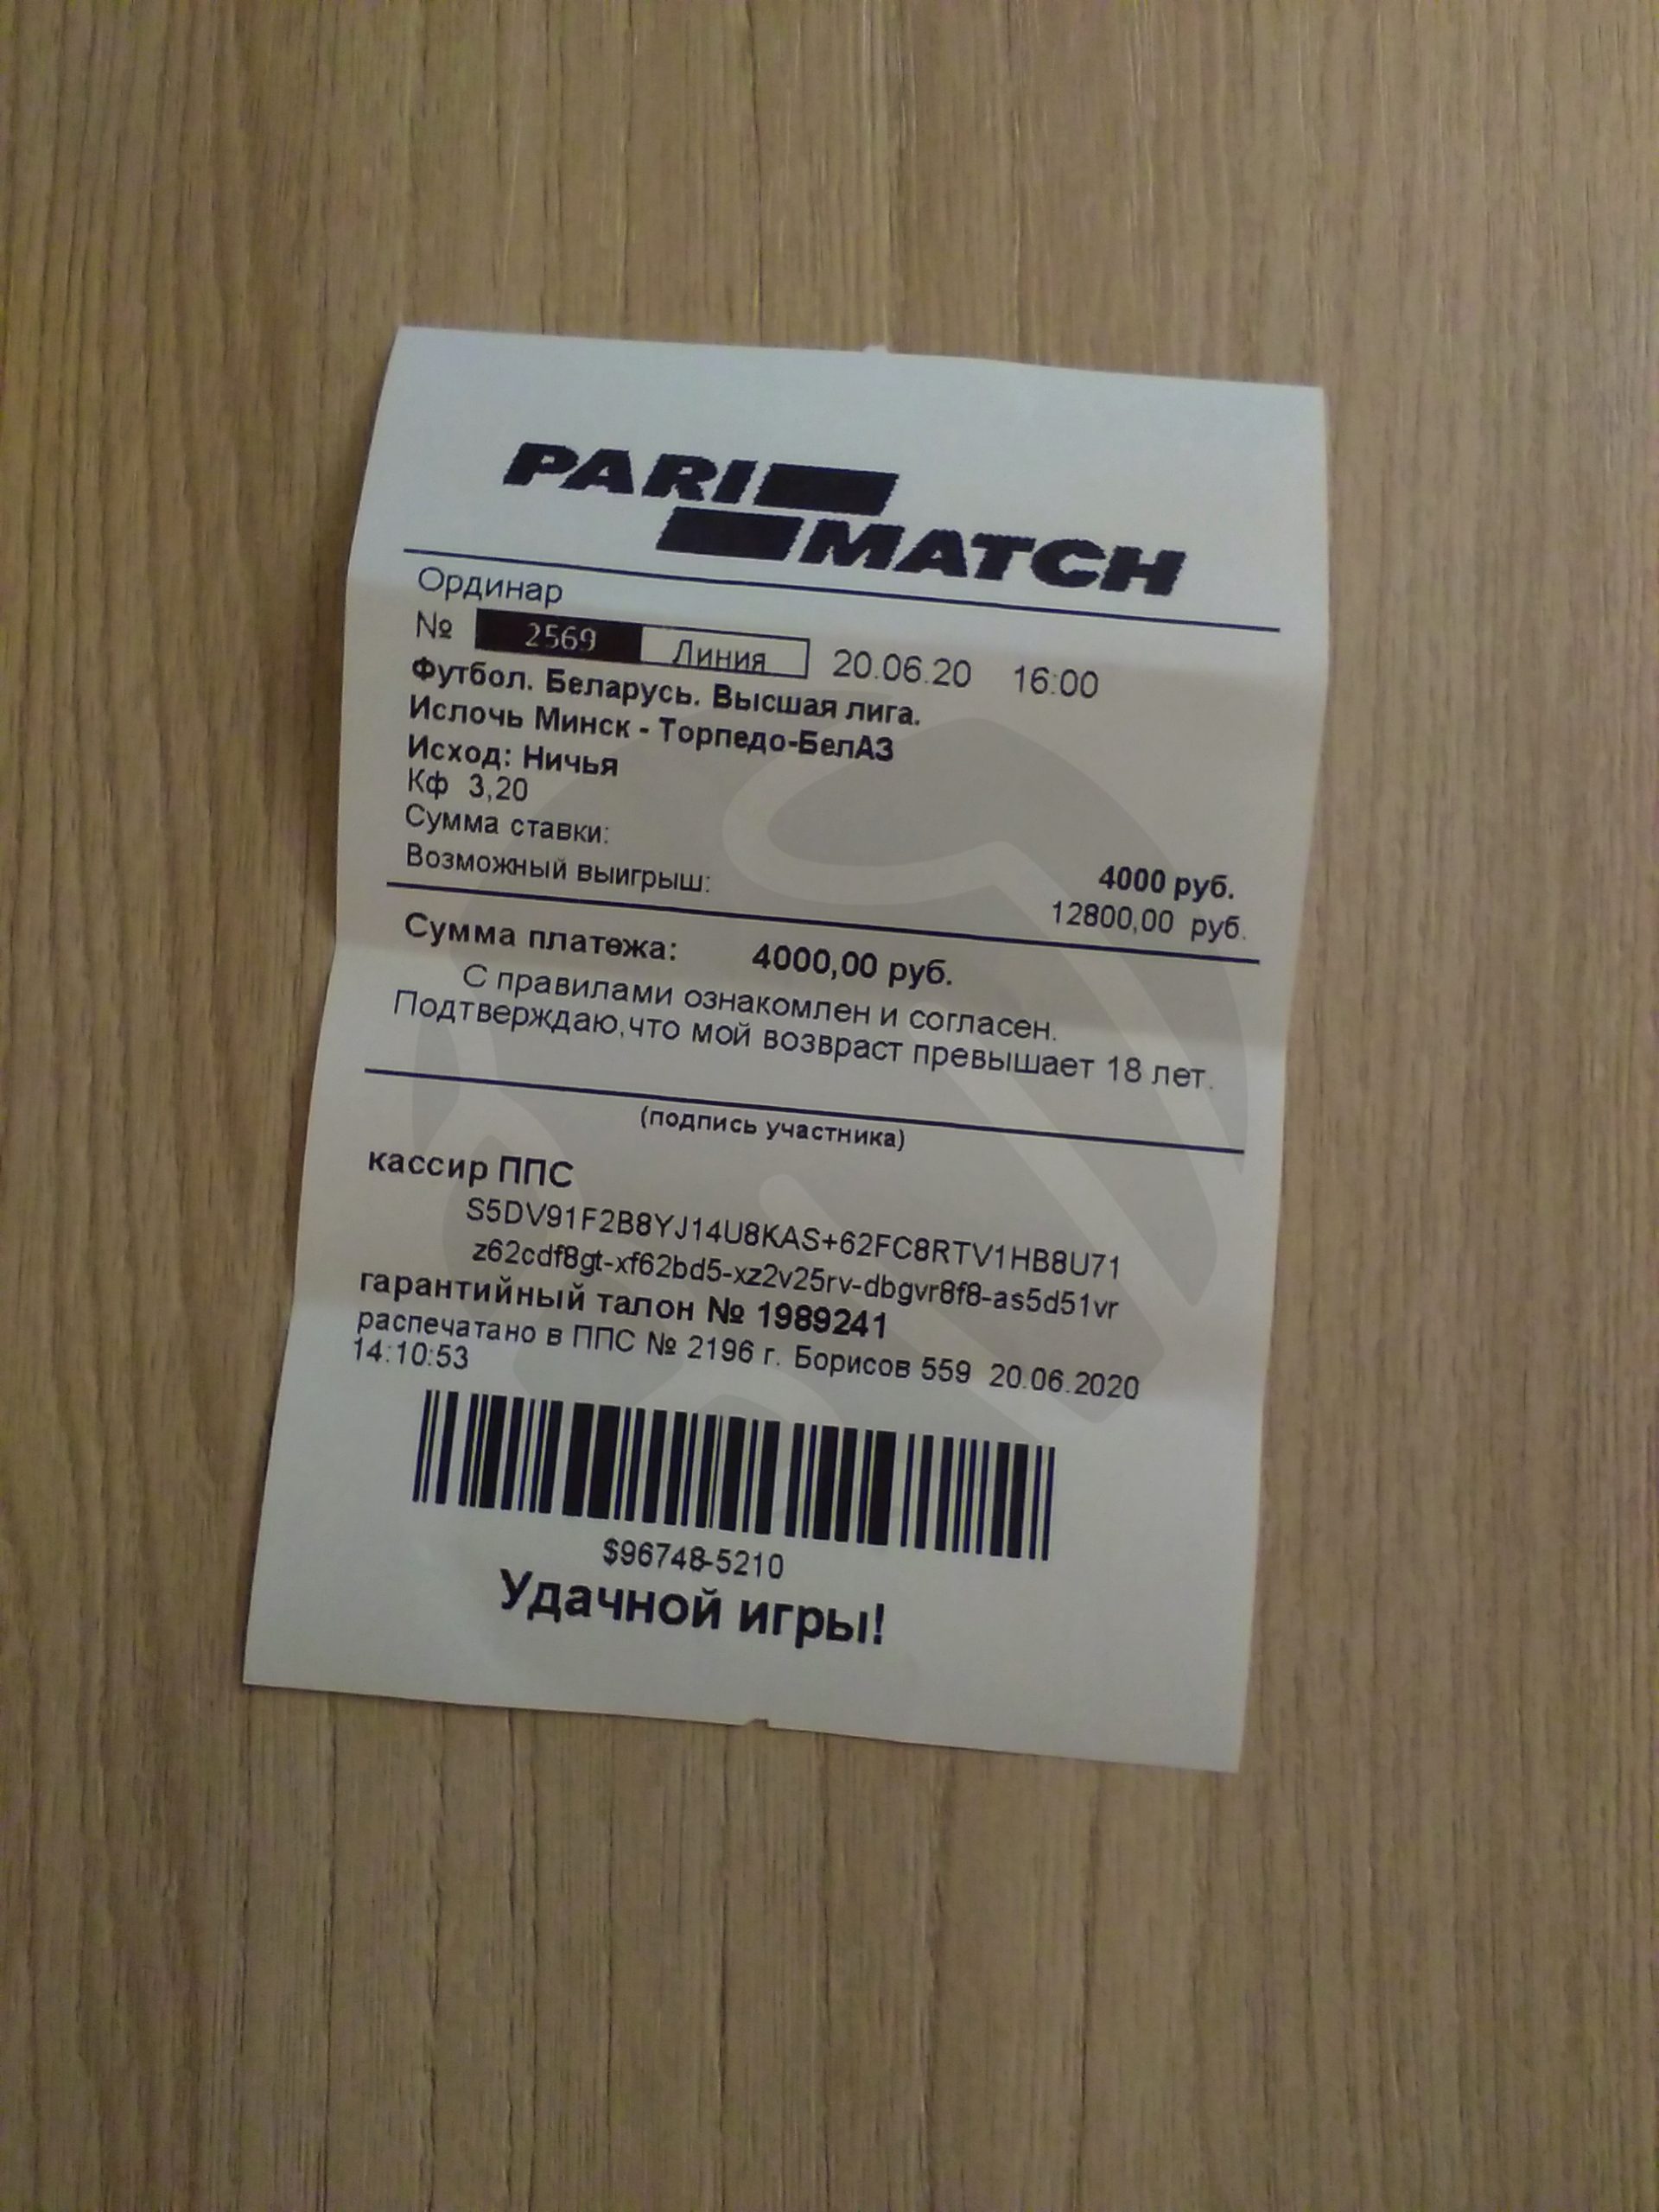 PARI
MATCH
Ординар
№ 2569 Линия 20.06.20 16:00
Футбол. Беларусь. Высшая лига.
Ислочь Минск - Торпедо-БелАЗ
Исход: Ничья
Кф 3,20
Сумма ставки: 4000 руб.
Возможный выигрыш: 12800,00 руб.
Сумма платежа: 4000,00 руб.
С правилами ознакомлен и согласен.
Подтверждаю,что мой возвраст превышает 18 лет.
(подпись участника)
кассир ППС
S5DV91F2B8YJ14U8KAS+62FC8RTV1HB8U71
z62cdf8gt-xf62bd5-xz2v25rv-dbgvr8f8-as5d51vr
гарантийный талон № 1989241
распечатано в ППС № 2196 г. Борисов 559 20.06.2020
14:10:53
$96748-5210
Удачной игры!